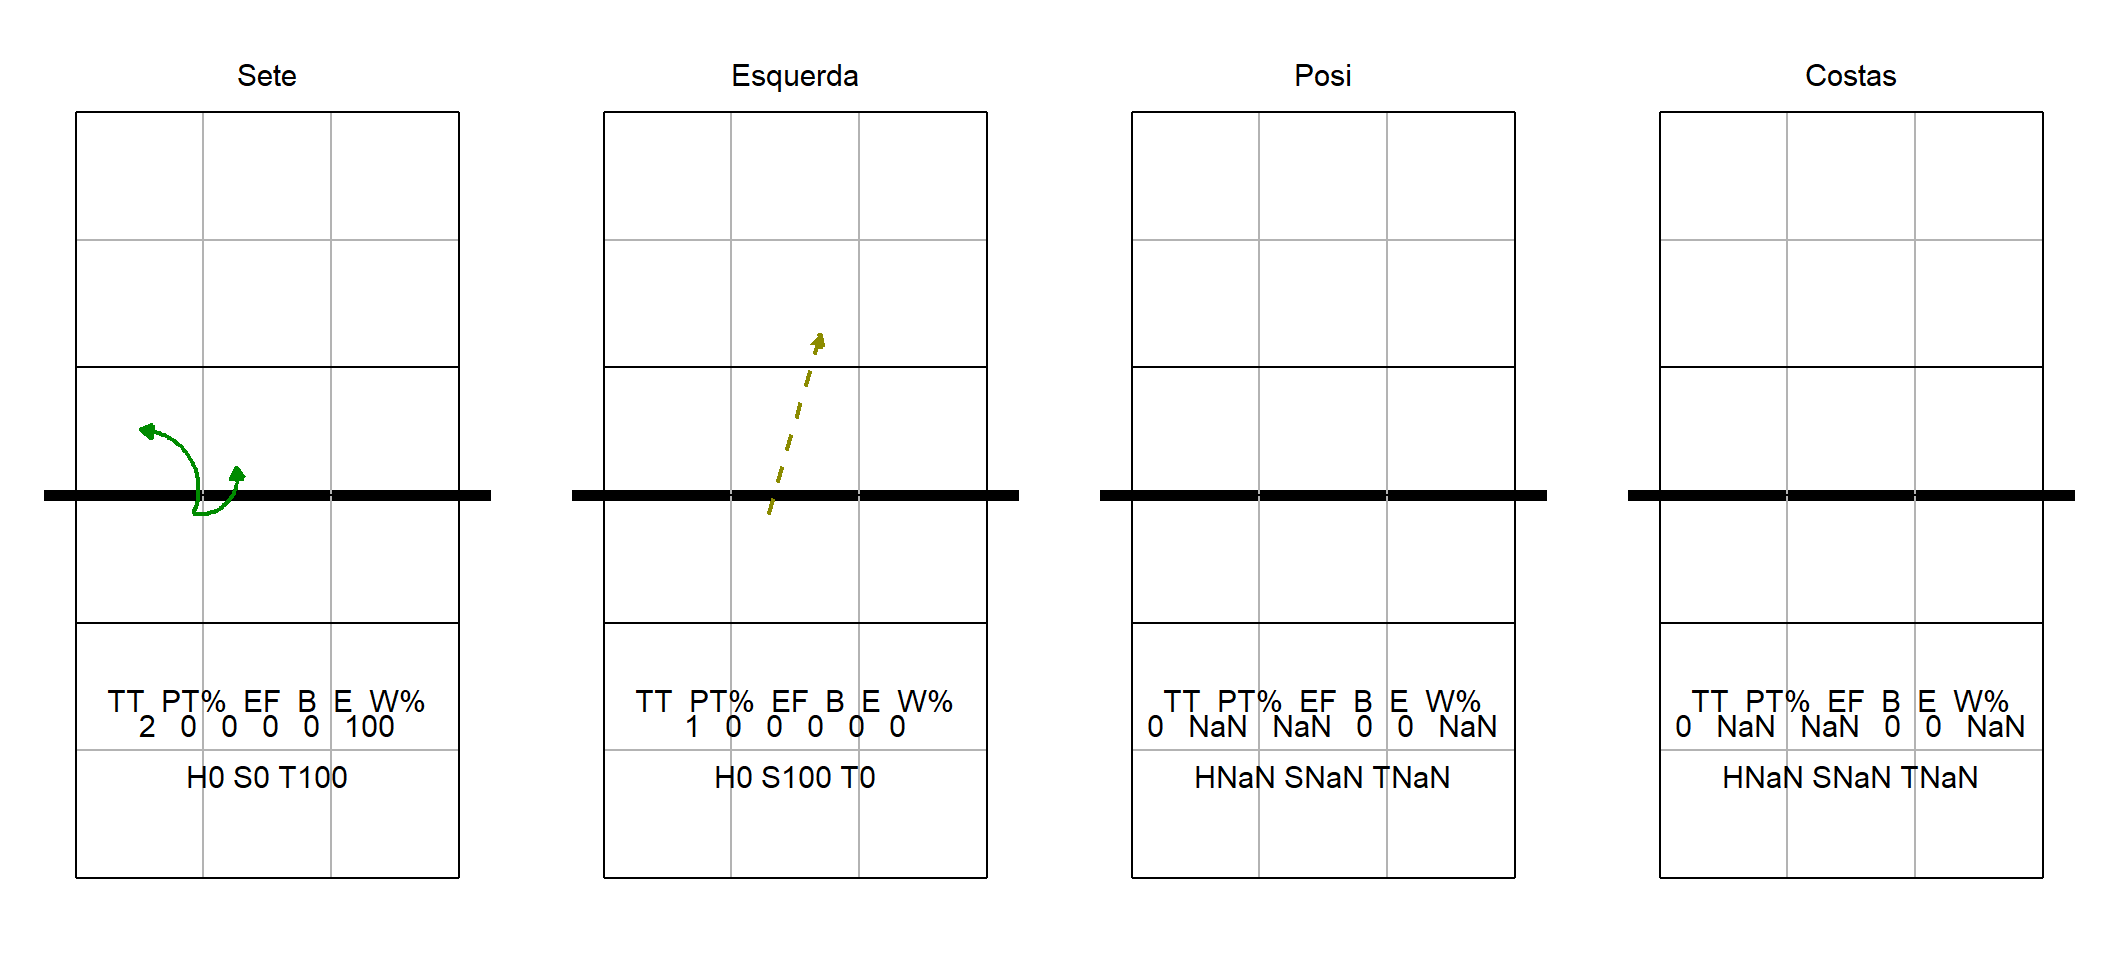 Sete
TT PT% EF B E W%
2 0 0 0 0 100
H0 S0 T100
Esquerda
TT PT% EF B E W%
1 0 0 0 0 0
H0 S100 T0
Posi
TT PT% EF B E W%
0 NaN NaN 0 0 NaN
HNaN SNaN TNaN
Costas
TT PT% EF B E W%
0 NaN NaN 0 0 NaN
HNaN SNaN TNaN